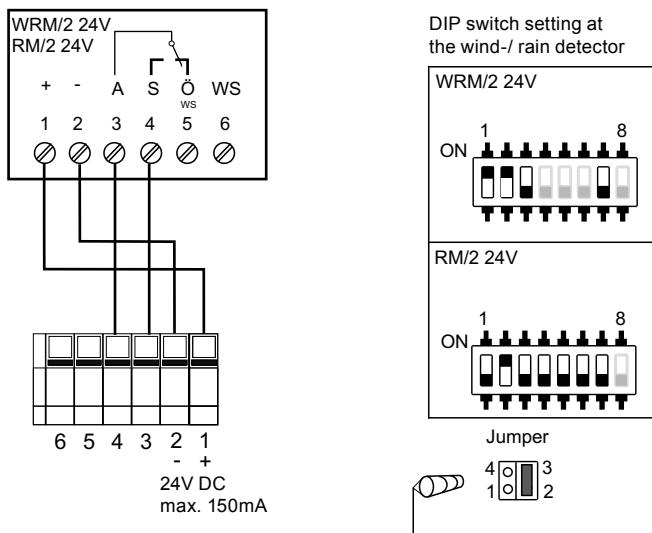 WRM/2 24V
RM/2 24V
+ - A S Ö WS
WS
1 2 3 4 5 6
6 5 4 3 2 1
- +
24V DC
max. 150mA
DIP switch setting at
the wind-/ rain detector
WRM/2 24V
1 8
ON
RM/2 24V
1 8
ON
Jumper
4 3
1 2